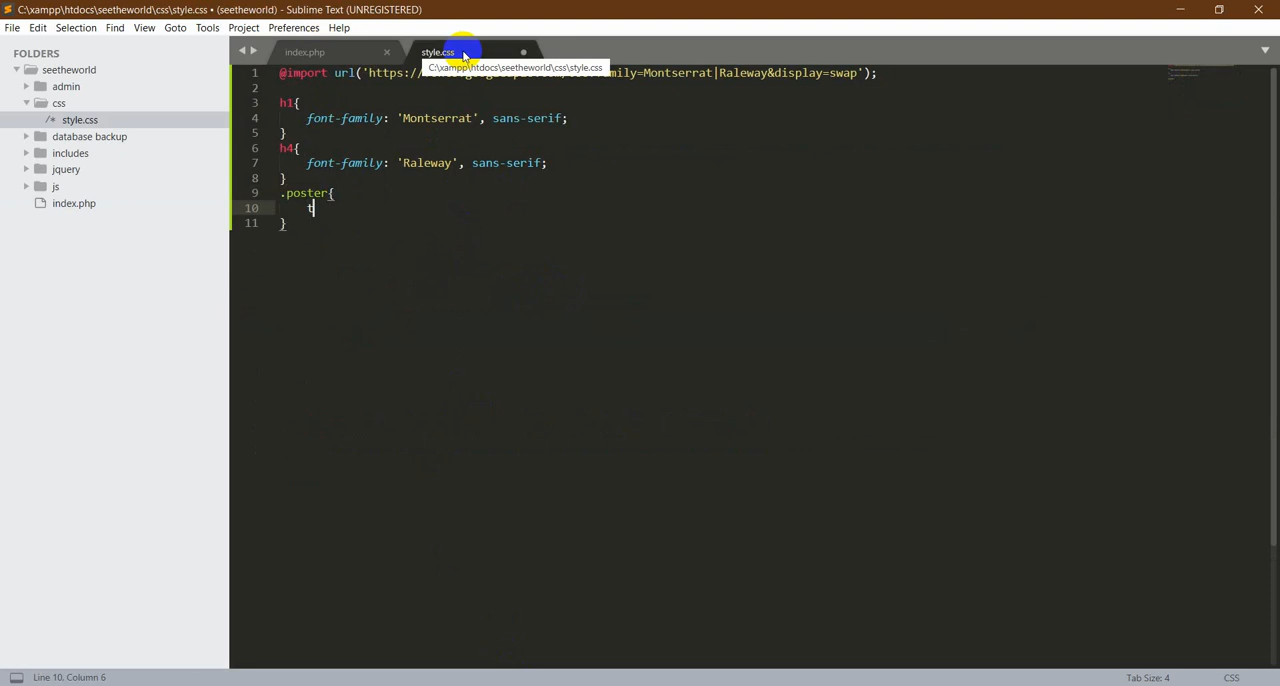 C:\xampp\htdocs\seetheworld\css\style.css • (seetheworld) - Sublime Text (UNREGISTERED)
File Edit Selection Find View Goto Tools Project Preferences Help
FOLDERS
seetheworld
admin
css
/* style.css
database backup
includes
jquery
js
index.php
index.php
style.css
C:\xampp\htdocs\seetheworld\css\style.css
1 @import url('https:// =Montserrat|Raleway&display=swap');
2
3 h1{
4 font-family: 'Montserrat', sans-serif;
5 }
6 h4{
7 font-family: 'Raleway', sans-serif;
8 }
9 .poster{
10 t
11 }
Line 10, Column 6
Tab Size: 4
CSS